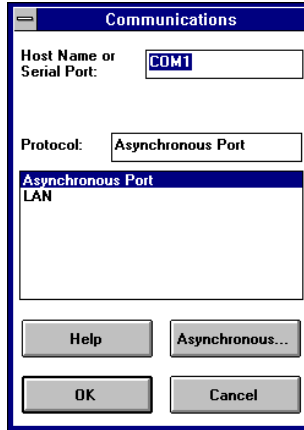 Communications
Host Name or
Serial Port:
COM1
Protocol:
Asynchronous Port
Asynchronous Port
LAN
Help
Asynchronous...
OK
Cancel